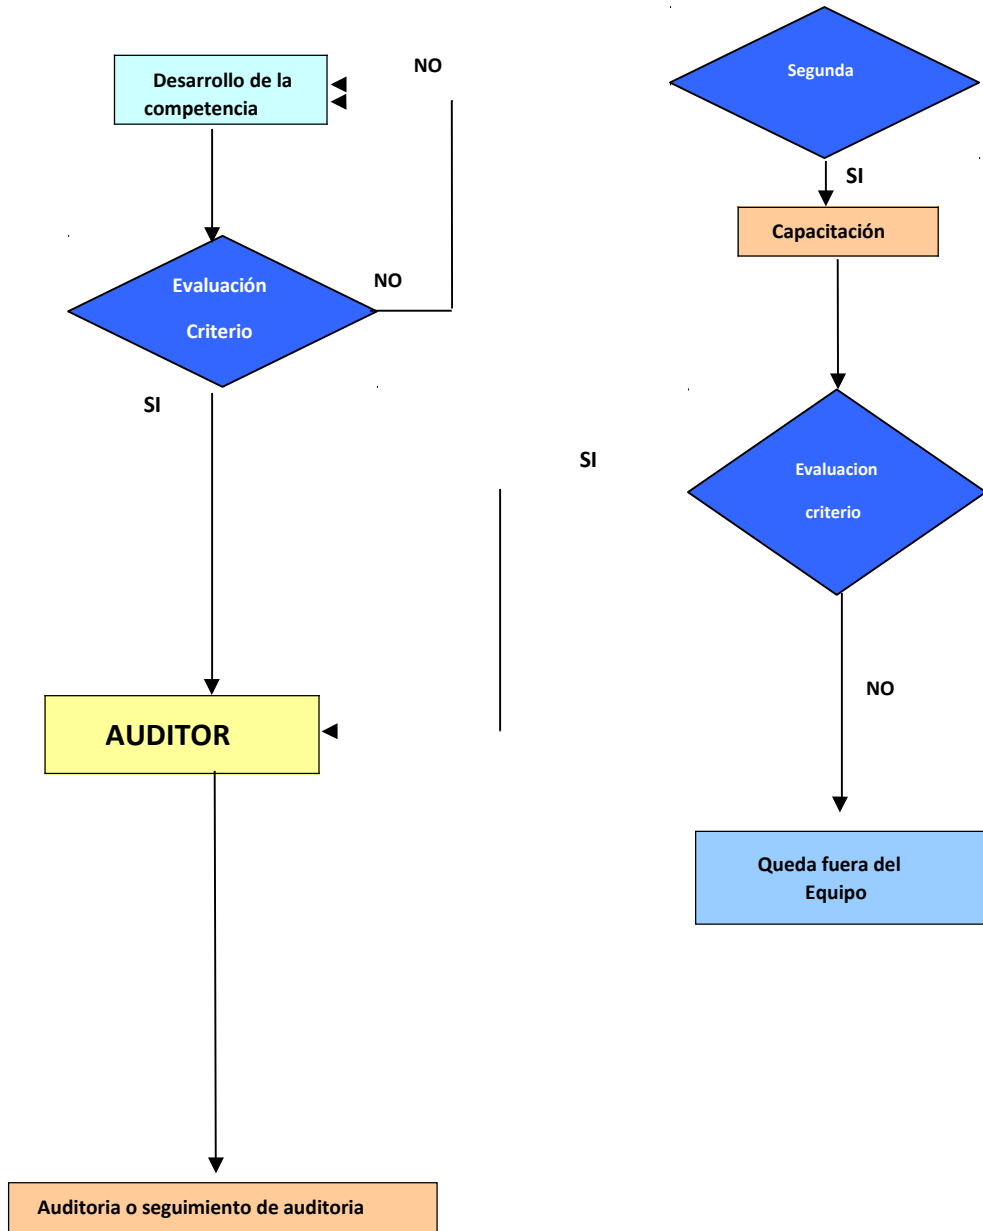 Desarrollo de la
competencia
NO
Evaluación
Criterio
NO
SI
AUDITOR
Auditoria o seguimiento de auditoria
Segunda
SI
Capacitación
Evaluacion
criterio
SI
NO
Queda fuera del
Equipo